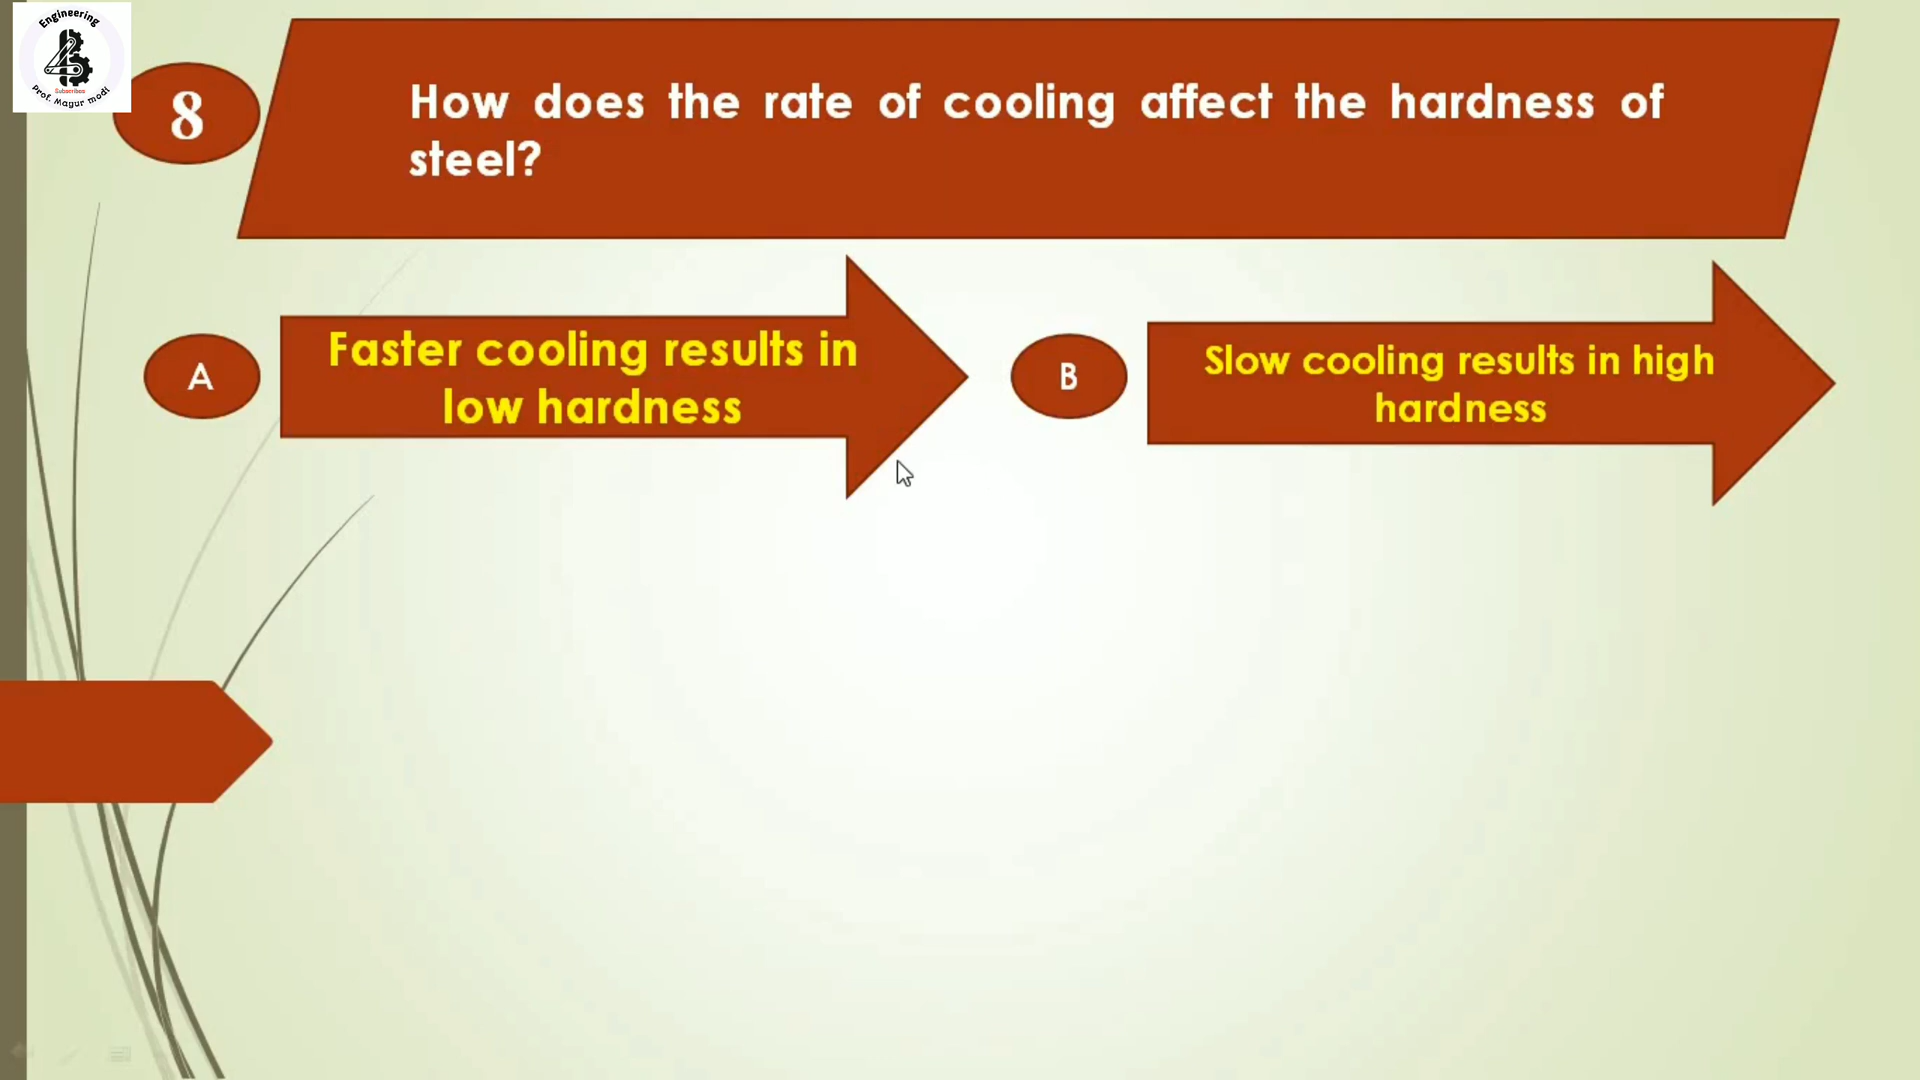 Engineering
Subscribes
Prof. Mayur modi
8
How does the rate of cooling affect the hardness of
steel?
A
Faster cooling results in
low hardness
B
Slow cooling results in high
hardness